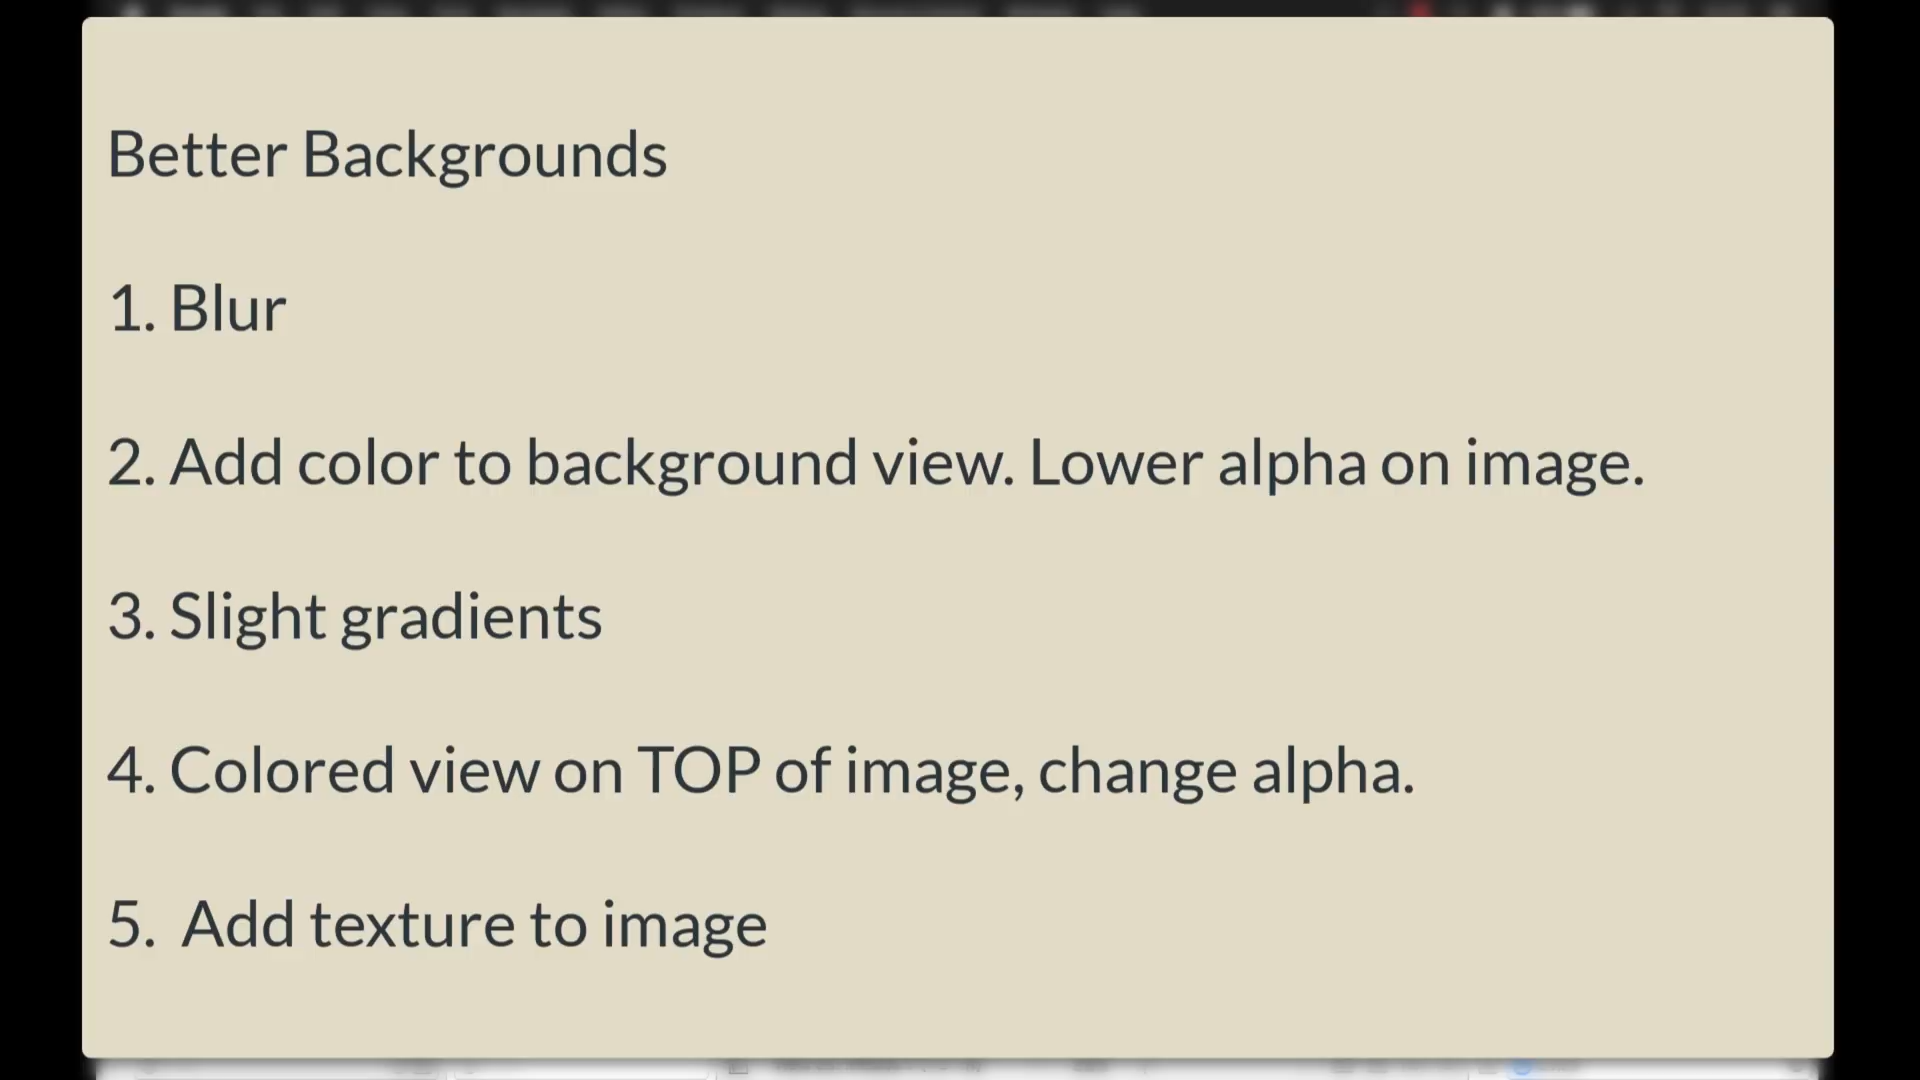 Better Backgrounds
1. Blur
2. Add color to background view. Lower alpha on image.
3. Slight gradients
4. Colored view on TOP of image, change alpha.
5.  Add texture to image